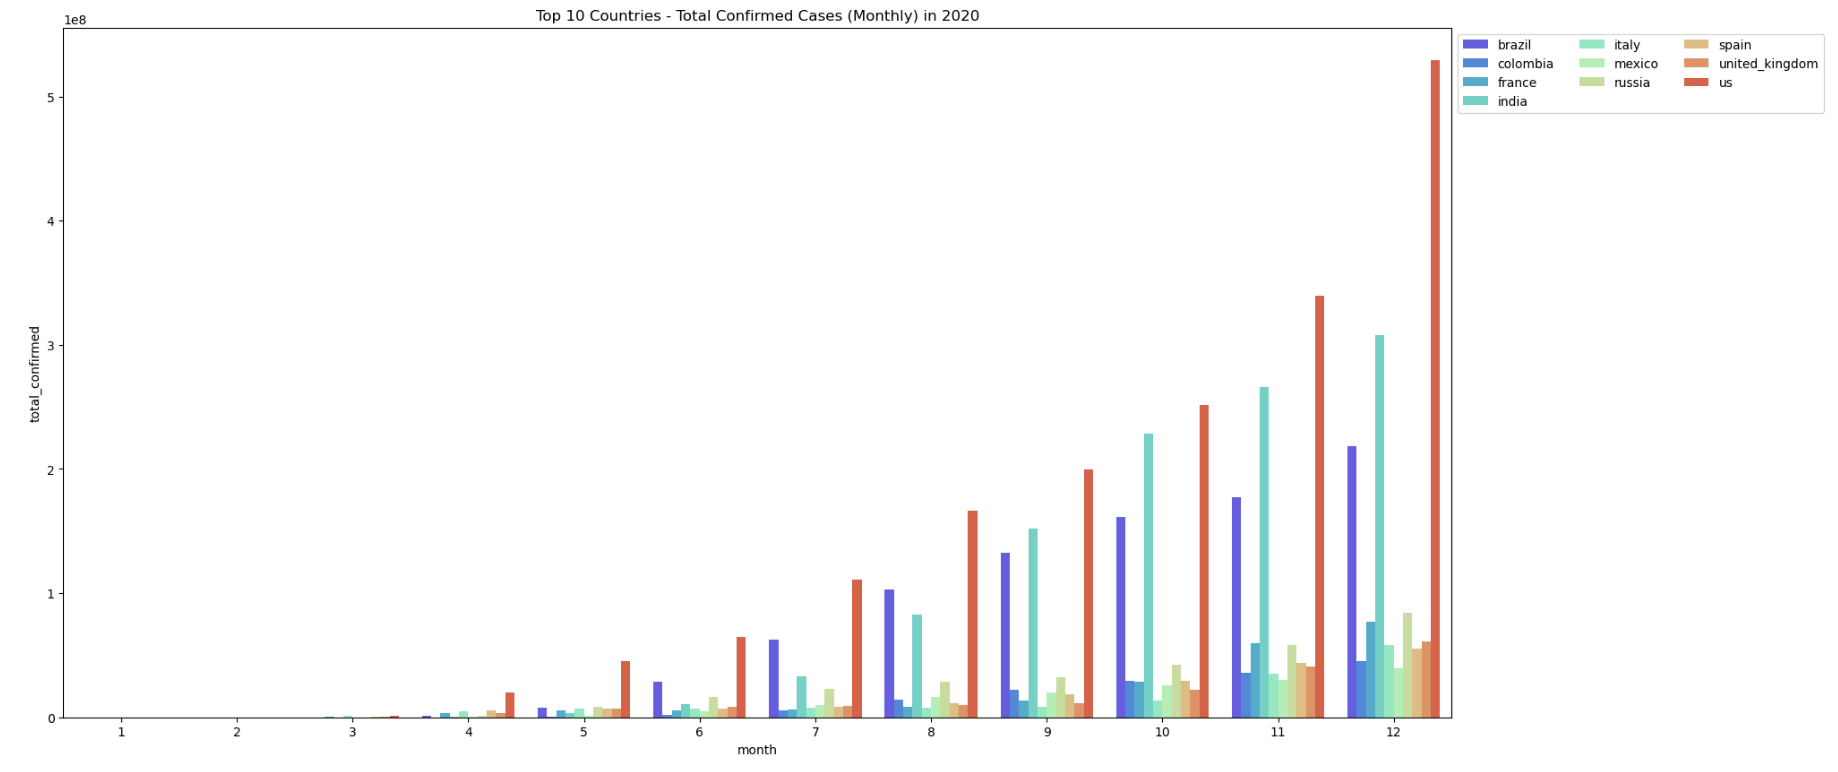 Top 10 Countries - Total Confirmed Cases (Monthly) in 2020
1e8
5
4
3
2
1
0
total_confirmed
1 2 3 4 5 6 7 8 9 10 11 12
month
brazil italy spain
colombia mexico united_kingdom
france russia us
india